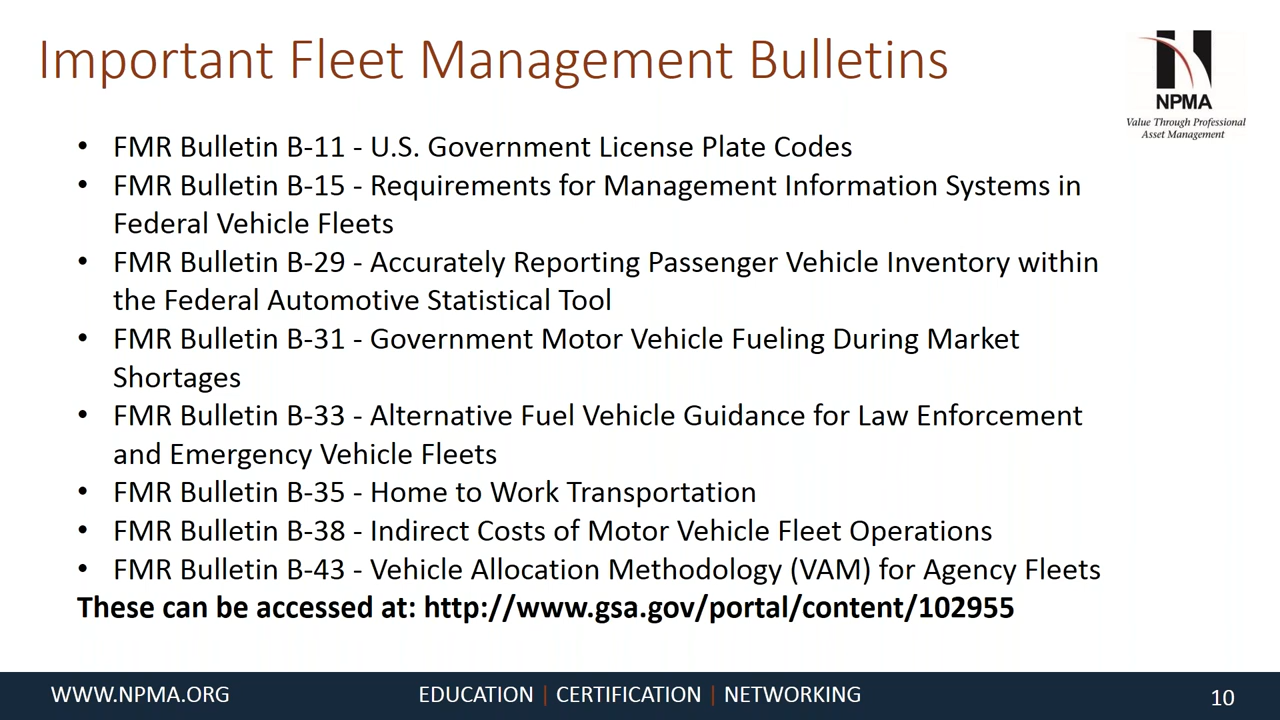 Important Fleet Management Bulletins
NPMA
Value Through Professional
Asset Management
• FMR Bulletin B-11 - U.S. Government License Plate Codes
• FMR Bulletin B-15 - Requirements for Management Information Systems in
Federal Vehicle Fleets
• FMR Bulletin B-29 - Accurately Reporting Passenger Vehicle Inventory within
the Federal Automotive Statistical Tool
• FMR Bulletin B-31 - Government Motor Vehicle Fueling During Market
Shortages
• FMR Bulletin B-33 - Alternative Fuel Vehicle Guidance for Law Enforcement
and Emergency Vehicle Fleets
• FMR Bulletin B-35 - Home to Work Transportation
• FMR Bulletin B-38 - Indirect Costs of Motor Vehicle Fleet Operations
• FMR Bulletin B-43 - Vehicle Allocation Methodology (VAM) for Agency Fleets
These can be accessed at: http://www.gsa.gov/portal/content/102955
WWW.NPMA.ORG
EDUCATION | CERTIFICATION | NETWORKING
10